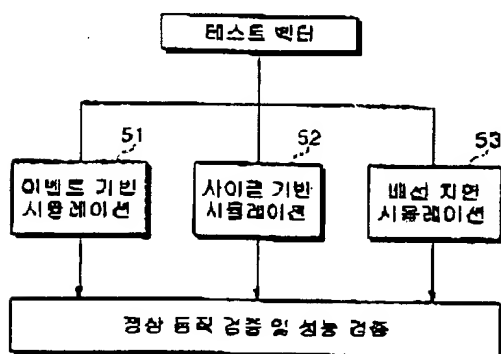 테스트 벡터
51
52
53
이벤트 기반
시뮬레이션
사이클 기반
시뮬레이션
배선 지연
시뮬레이션
정상 동작 검증 및 성능 검증